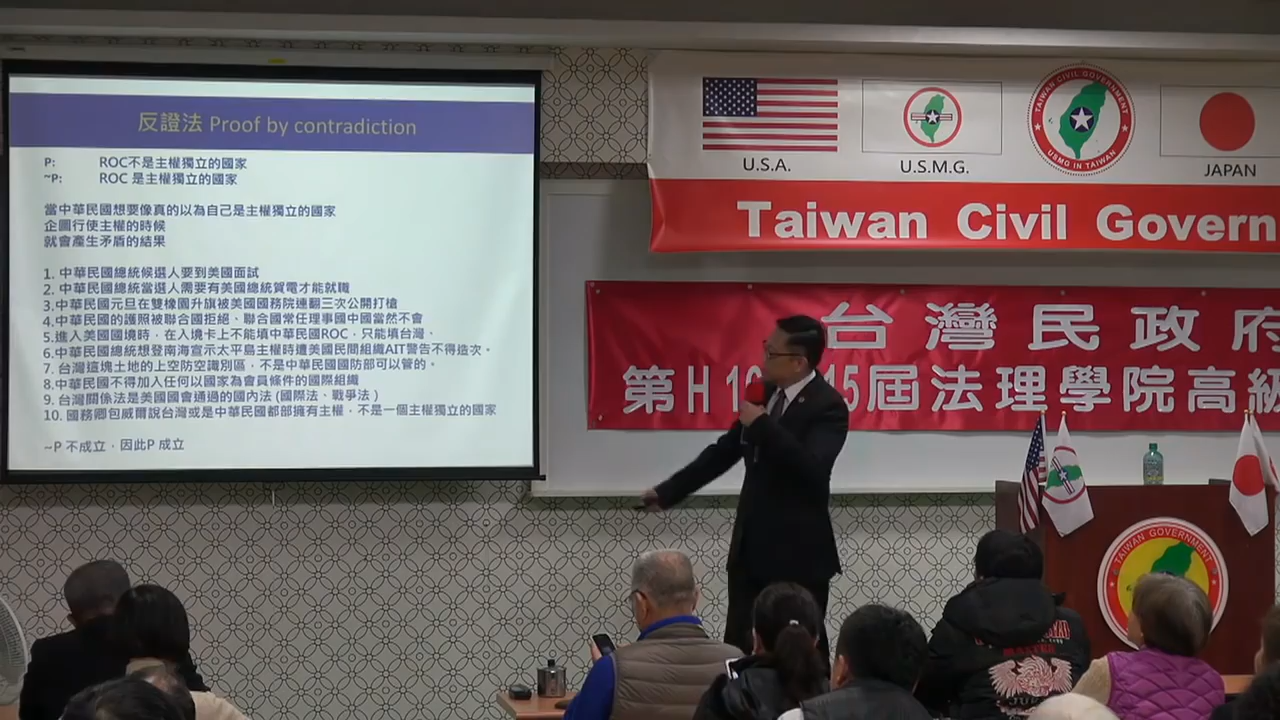 反證法 Proof by contradiction
P: ROC不是主權獨立的國家
~P: ROC 是主權獨立的國家
當中華民國想要像真的以為自己是主權獨立的國家
企圖行使主權的時候
就會產生矛盾的結果
1. 中華民國總統候選人要到美國面試
2. 中華民國總統當選人需要有美國總統賀電才能就職
3.中華民國元旦在雙橡園升旗被美國國務院連翻三次公開打槍
4.中華民國的護照被聯合國拒絕、聯合國常任理事國中國當然不會
5.進入美國國境時，在入境卡上不能填中華民國ROC，只能填台灣。
6.中華民國總統想登南海宣示太平島主權時遭美國民間組織AIT警告不得造次。
7. 台灣這塊土地的上空防空識別區，不是中華民國國防部可以管的。
8.中華民國不得加入任何以國家為會員條件的國際組織
9. 台灣關係法是美國國會通過的國內法 (國際法、戰爭法 )
10. 國務卿包威爾說台灣或是中華民國都部擁有主權，不是一個主權獨立的國家
~P 不成立，因此P 成立
U.S.A.
U.S.M.G.
TAIWAN CIVIL GOVERNMENT
USMG IN TAIWAN
JAPAN
Taiwan Civil Govern
台灣民政府
第H 10 15屆法理學院高級
TAIWAN GOVERNMENT
MASTER